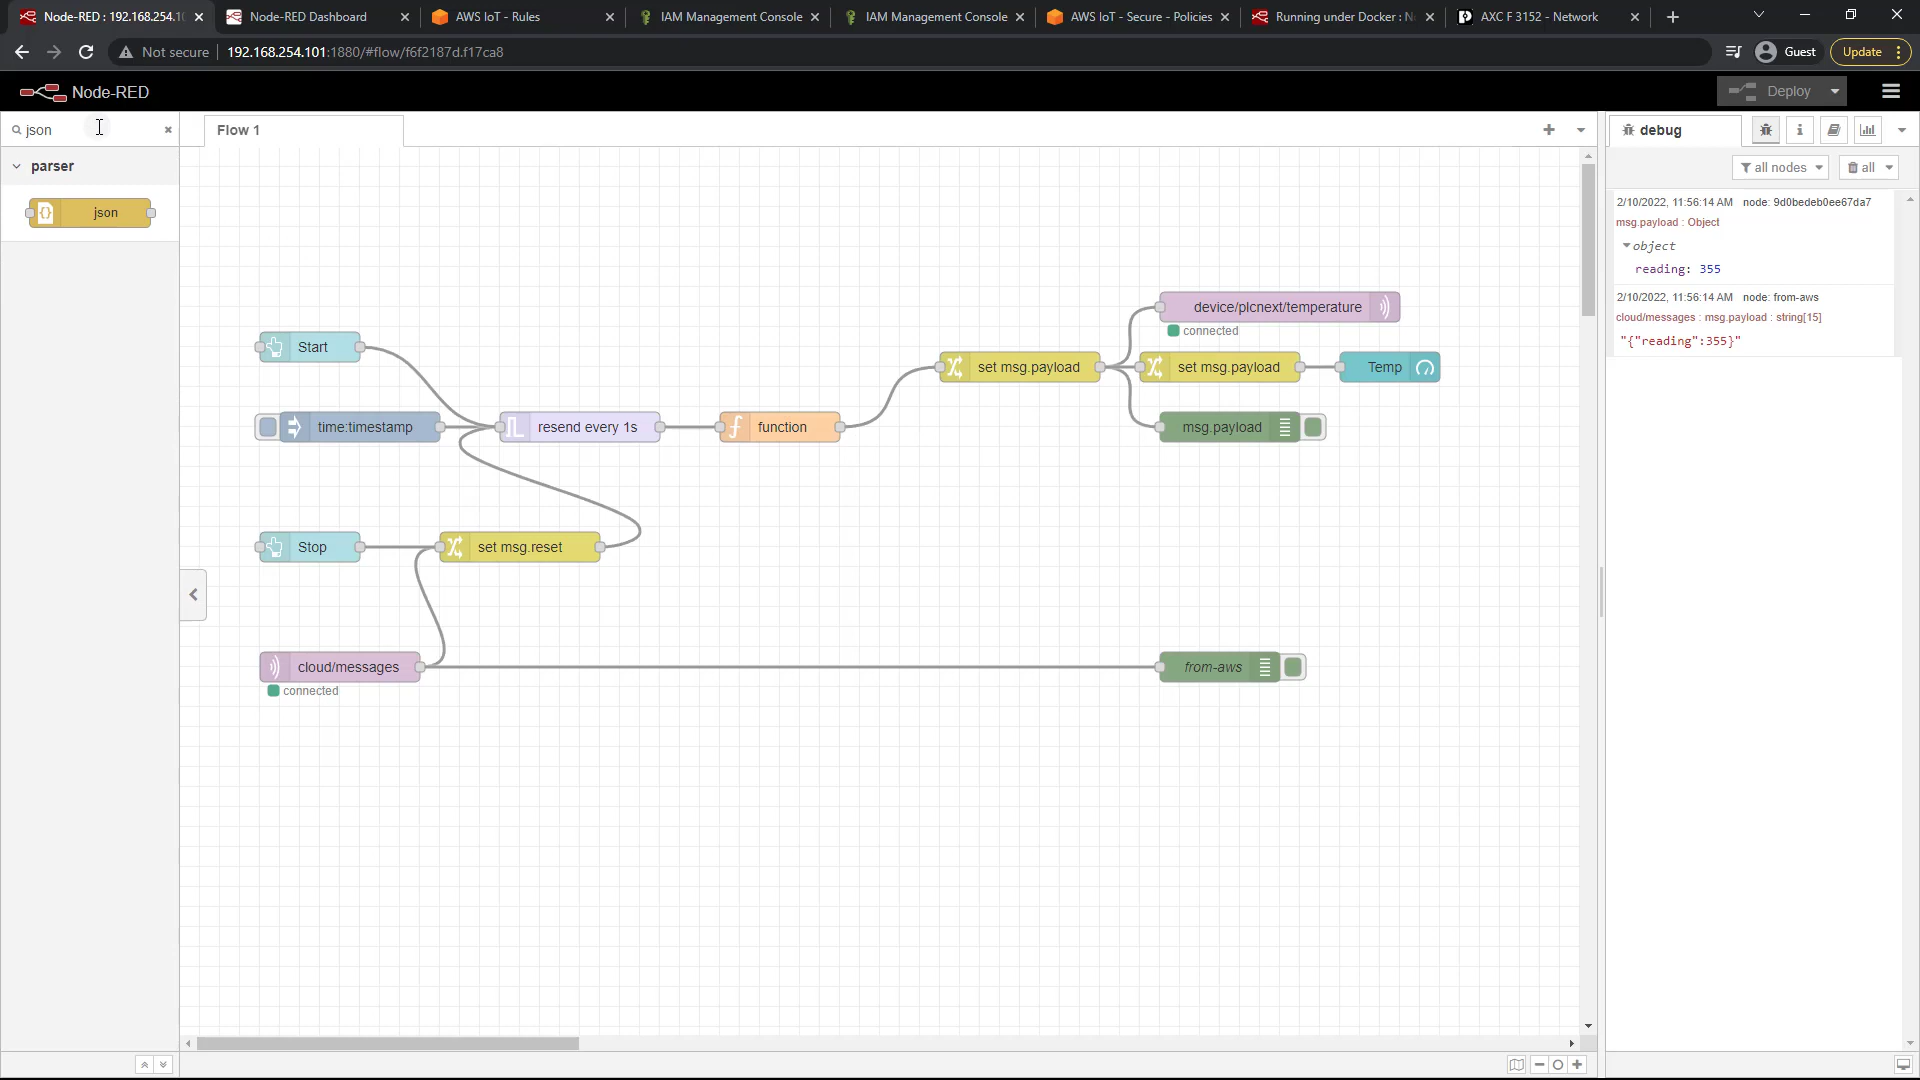 Node-RED : 192.168.254.10
Node-RED Dashboard
AWS IoT - Rules
IAM Management Console
IAM Management Console
AWS IoT - Secure - Policies
Running under Docker : N
AXC F 3152 - Network
Not secure
192.168.254.101:1880/#flow/f6f2187d.f17ca8
Guest
Update
Node-RED
Deploy
json
Flow 1
debug
parser
all nodes
all
json
2/10/2022, 11:56:14 AM node: 9d0bedeb0ee67da7
msg.payload : Object
object
reading: 355
2/10/2022, 11:56:14 AM node: from-aws
cloud/messages : msg.payload : string[15]
"{"reading":355}"
device/plcnext/temperature
connected
Start
set msg.payload
set msg.payload
Temp
time:timestamp
resend every 1s
function
msg.payload
Stop
set msg.reset
cloud/messages
connected
from-aws